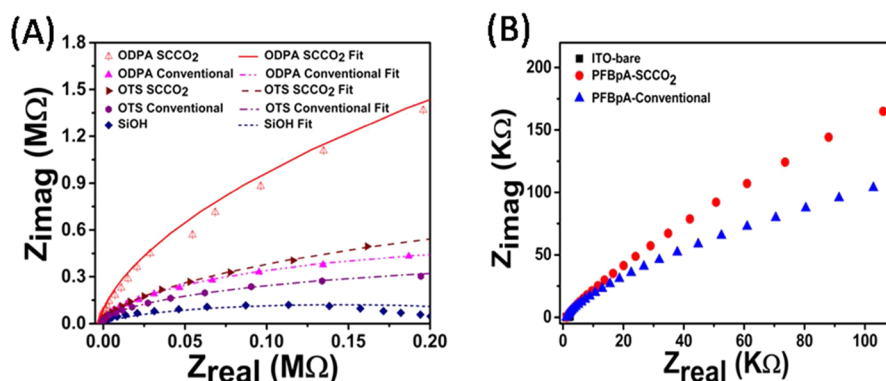 (A)
1.8
1.5
1.2
0.9
0.6
0.3
0.0
Zimag (MΩ)
ODPA SCCO₂
ODPA Conventional
OTS SCCO₂
OTS Conventional
SiOH
ODPA SCCO₂ Fit
ODPA Conventional Fit
OTS SCCO₂ Fit
OTS Conventional Fit
SiOH Fit
0.00 0.05 0.10 0.15 0.20
Zreal (MΩ)
(B)
200
150
100
50
0
Zimag (KΩ)
ITO-bare
PFBpA-SCCO₂
PFBpA-Conventional
0 20 40 60 80 100
Zreal (KΩ)